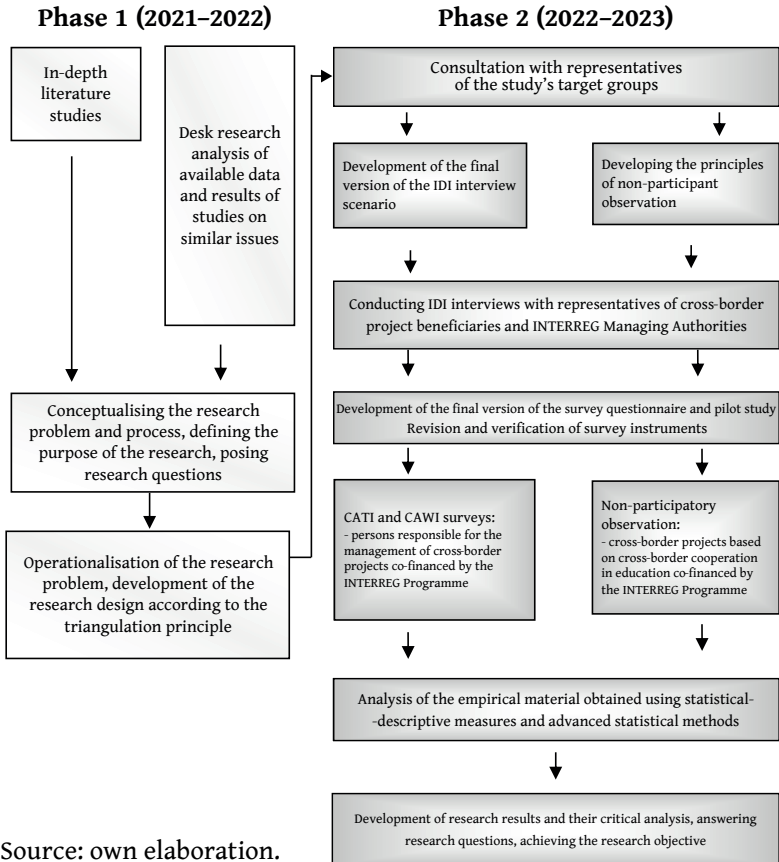 Phase 1 (2021–2022)
In-depth
literature
studies
Desk research
analysis of
available data
and results of
studies on
similar issues
Conceptualising the research
problem and process, defining the
purpose of the research, posing
research questions
Operationalisation of the research
problem, development of the
research design according to the
triangulation principle
Phase 2 (2022–2023)
Consultation with representatives
of the study’s target groups
Development of the final
version of the IDI interview
scenario
Developing the principles
of non-participant
observation
Conducting IDI interviews with representatives of cross-border
project beneficiaries and INTERREG Managing Authorities
Development of the final version of the survey questionnaire and pilot study
Revision and verification of survey instruments
CATI and CAWI surveys:
- persons responsible for the
management of cross-border
projects co-financed by the
INTERREG Programme
Non-participatory
observation:
- cross-border projects based
on cross-border cooperation
in education co-financed by
the INTERREG Programme
Analysis of the empirical material obtained using statistical-
-descriptive measures and advanced statistical methods
Development of research results and their critical analysis, answering
research questions, achieving the research objective
Source: own elaboration.